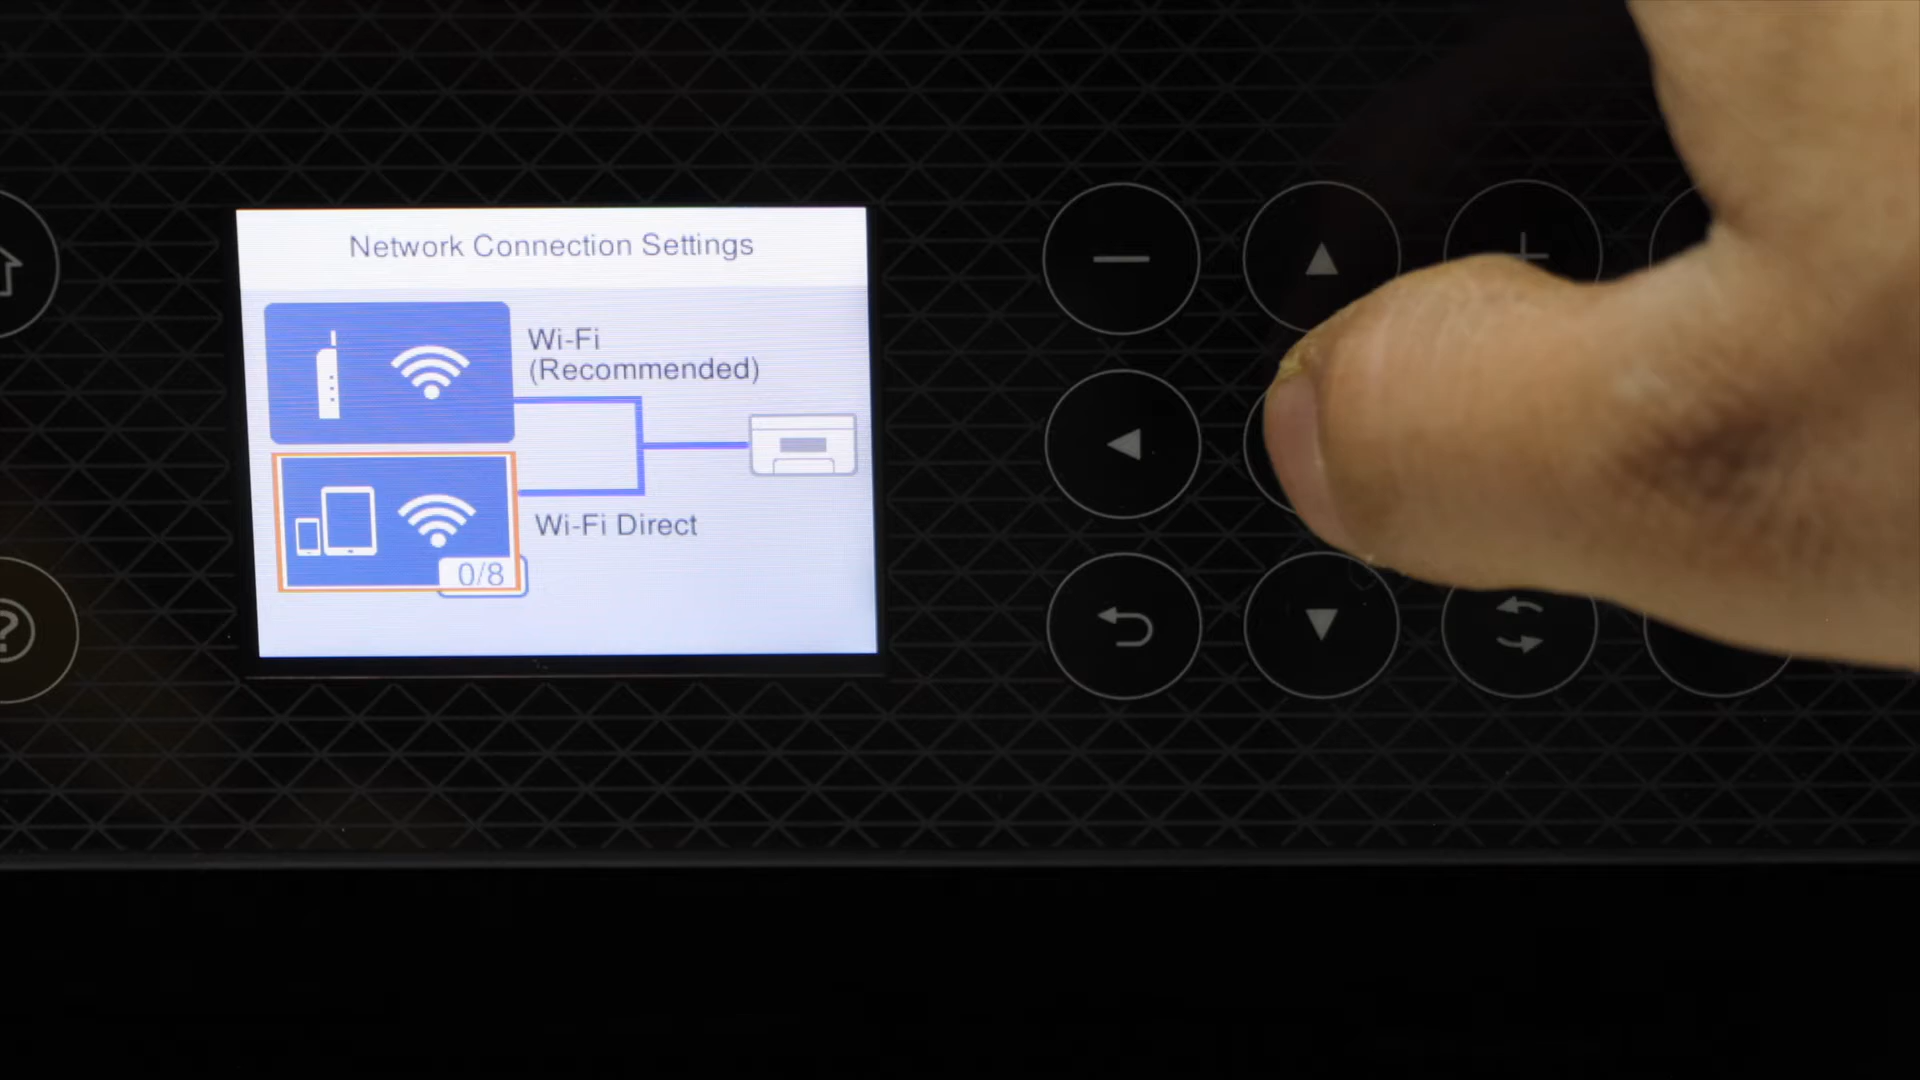 Network Connection Settings
Wi-Fi
(Recommended)
Wi-Fi Direct
0/8
?